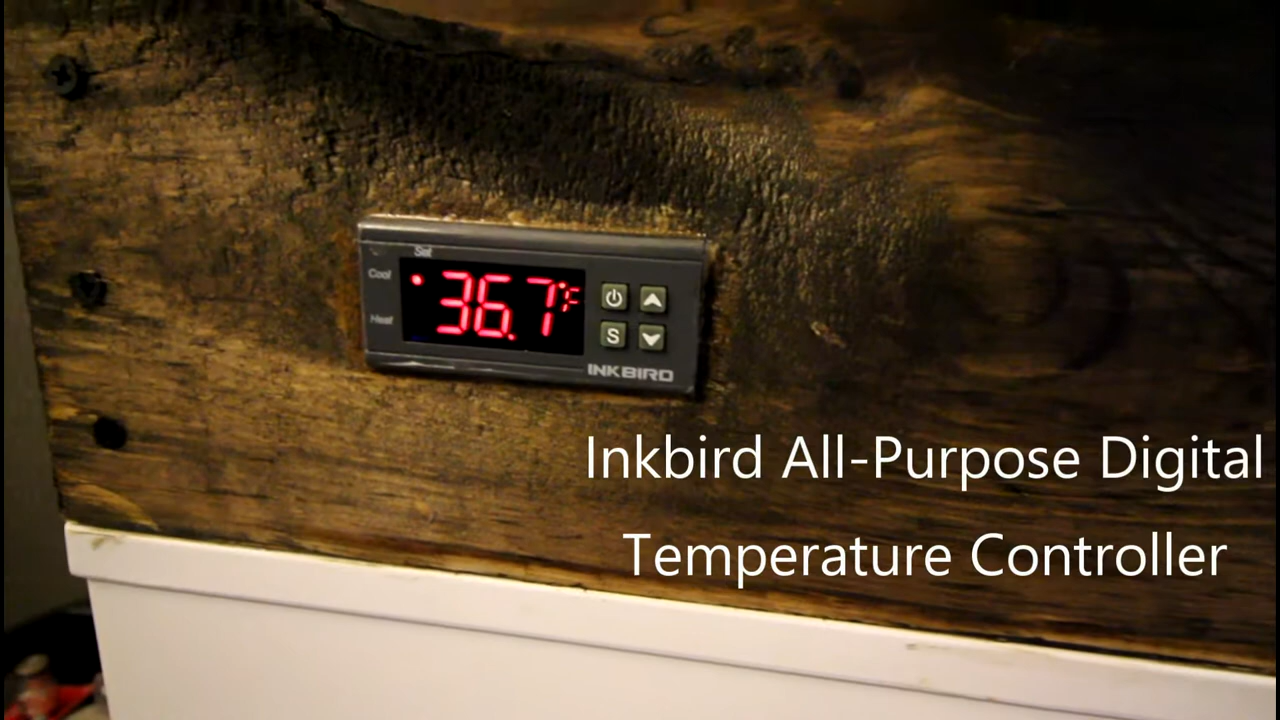 Set
Cool
36.7°F
S
Heat
INKBIRD
Inkbird All-Purpose Digital
Temperature Controller